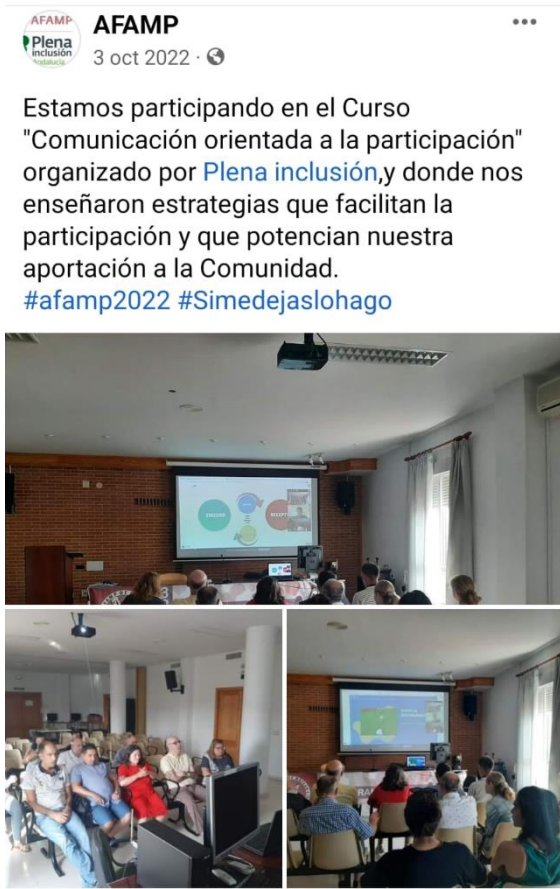 AFAMP
Plena
inclusión
Andalucía
AFAMP
3 oct 2022
Estamos participando en el Curso
"Comunicación orientada a la participación"
organizado por Plena inclusión,y donde nos
enseñaron estrategias que facilitan la
participación y que potencian nuestra
aportación a la Comunidad.
#afamp2022 #Simedejaslohago
EMISOR